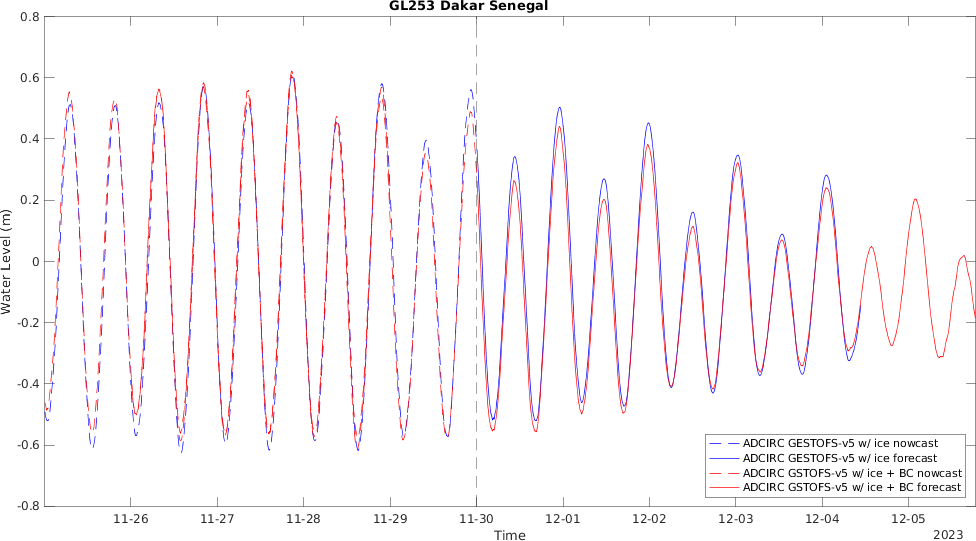 GL253 Dakar Senegal
0.8
0.6
0.4
0.2
0
-0.2
-0.4
-0.6
-0.8
Water Level (m)
11-26 11-27 11-28 11-29 11-30 12-01 12-02 12-03 12-04 12-05
Time
2023
ADCIRC GESTOFS-v5 w/ ice nowcast
ADCIRC GESTOFS-v5 w/ ice forecast
ADCIRC GSTOFS-v5 w/ ice + BC nowcast
ADCIRC GSTOFS-v5 w/ ice + BC forecast